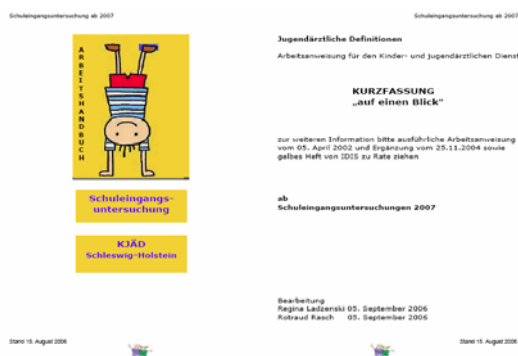 Schuleingangsuntersuchung ab 2007
ARBEITSHANDBUCH
Schuleingangs-
untersuchung
KJÄD
Schleswig-Holstein
Stand 15. August 2006
Schuleingangsuntersuchung ab 2007
Jugendärztliche Definitionen
Arbeitsanweisung für den Kinder- und jugendärztlichen Dienst
KURZFASSUNG
„auf einen Blick"
zur weiteren Information bitte ausführliche Arbeitsanweisung
vom 05. April 2002 und Ergänzung vom 25.11.2004 sowie
gelbes Heft von IDIS zu Rate ziehen
ab
Schuleingangsuntersuchungen 2007
Bearbeitung
Regina Ladzenski 05. September 2006
Rotraud Rasch 05. September 2006
Stand 15. August 2006